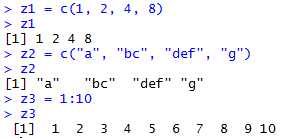 > z1 = c(1, 2, 4, 8)
> z1
[1] 1 2 4 8
> z2 = c("a", "bc", "def", "g")
> z2
[1] "a"   "bc"  "def" "g"
> z3 = 1:10
> z3
 [1]  1  2  3  4  5  6  7  8  9 10